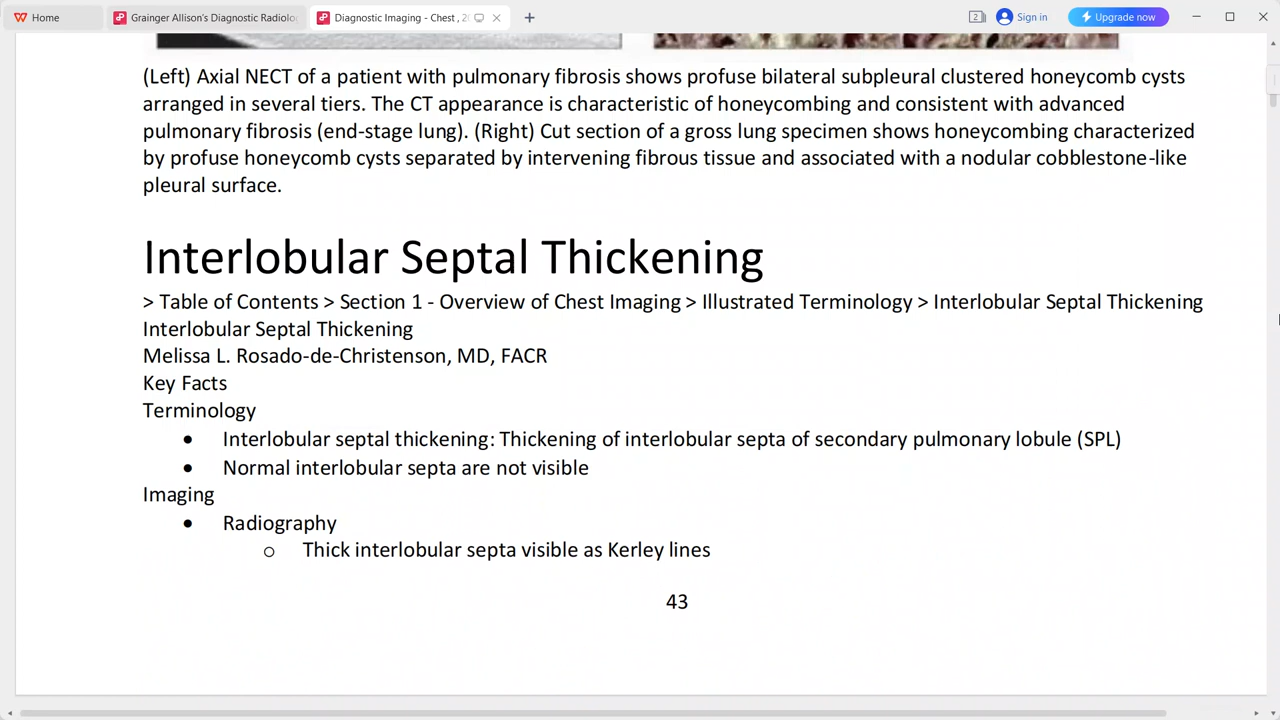 Home
Grainger Allison's Diagnostic Radiolo
Diagnostic Imaging - Chest , 2
2
Sign in
Upgrade now
(Left) Axial NECT of a patient with pulmonary fibrosis shows profuse bilateral subpleural clustered honeycomb cysts
arranged in several tiers. The CT appearance is characteristic of honeycombing and consistent with advanced
pulmonary fibrosis (end-stage lung). (Right) Cut section of a gross lung specimen shows honeycombing characterized
by profuse honeycomb cysts separated by intervening fibrous tissue and associated with a nodular cobblestone-like
pleural surface.
Interlobular Septal Thickening
> Table of Contents > Section 1 - Overview of Chest Imaging > Illustrated Terminology > Interlobular Septal Thickening
Interlobular Septal Thickening
Melissa L. Rosado-de-Christenson, MD, FACR
Key Facts
Terminology
• Interlobular septal thickening: Thickening of interlobular septa of secondary pulmonary lobule (SPL)
• Normal interlobular septa are not visible
Imaging
• Radiography
○ Thick interlobular septa visible as Kerley lines
43